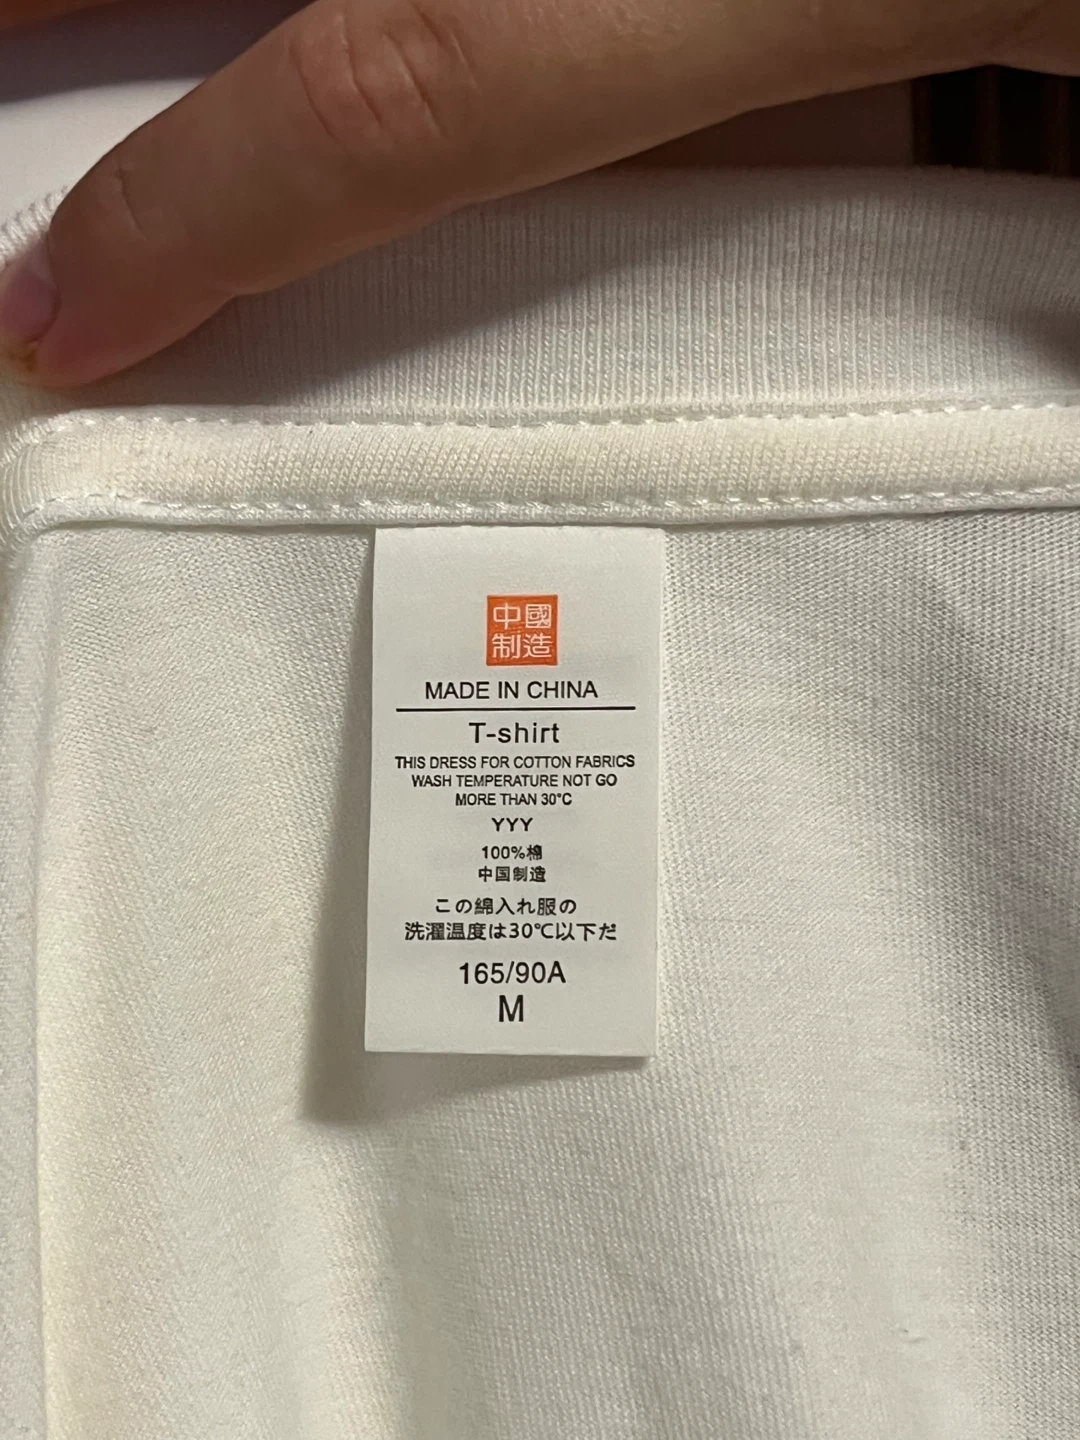 中國
制造
MADE IN CHINA
T-shirt
THIS DRESS FOR COTTON FABRICS
WASH TEMPERATURE NOT GO
MORE THAN 30°C
YYY
100%棉
中国制造
この綿入れ服の
洗濯温度は30℃以下だ
165/90A
M